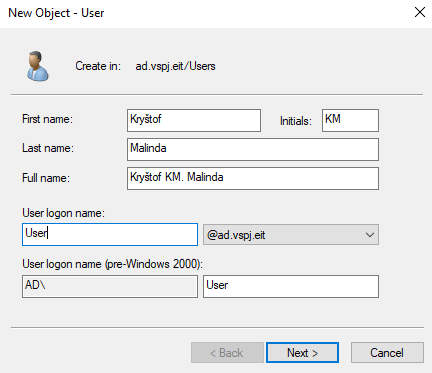 New Object - User
Create in: ad.vspj.eit/Users
First name: Kryštof Initials: KM
Last name: Malinda
Full name: Kryštof KM. Malinda
User logon name:
User @ad.vspj.eit
User logon name (pre-Windows 2000):
AD\ User
< Back Next > Cancel